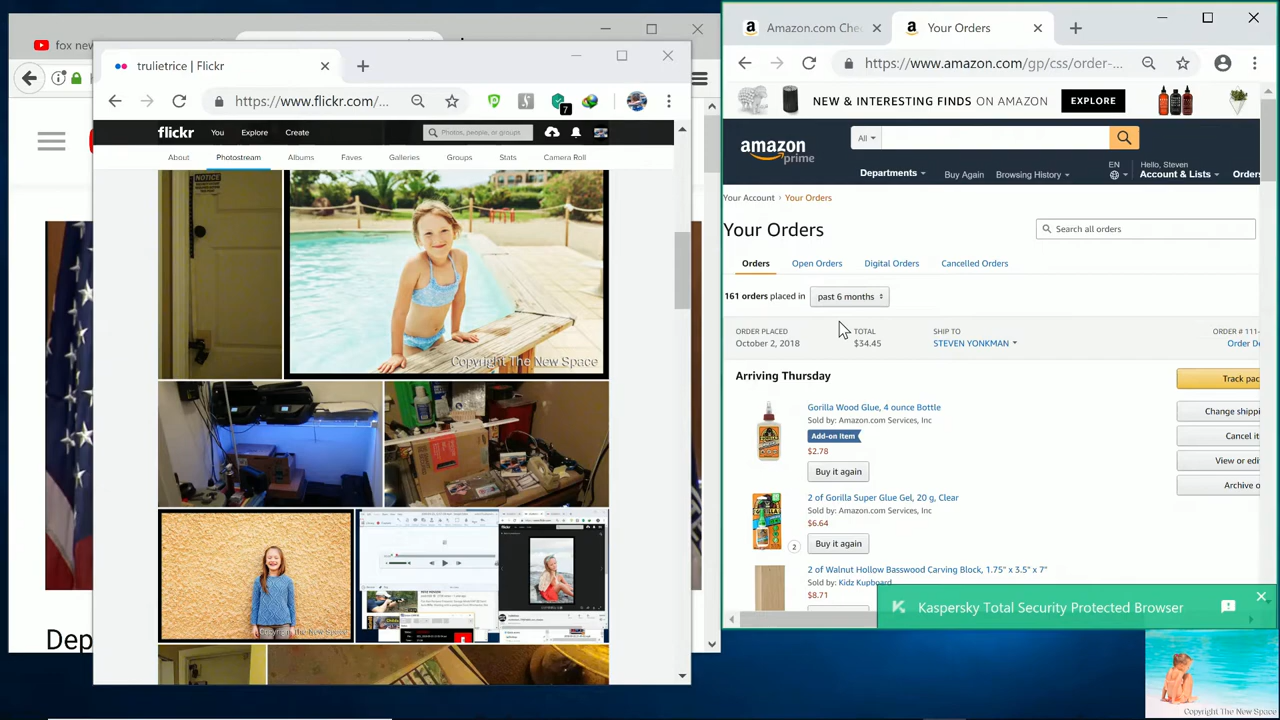 fox new
trulietrice | Flickr
https://www.flickr.com/...
7
flickr
You
Explore
Create
Photos, people, or groups
About
Photostream
Albums
Faves
Galleries
Groups
Stats
Camera Roll
NOTICE
Copyright The New Space
Copyright The New Space
Dep
Amazon.com Che
Your Orders
https://www.amazon.com/gp/css/order-...
NEW & INTERESTING FINDS ON AMAZON
EXPLORE
amazon
prime
All
Departments
Buy Again
Browsing History
EN
Hello, Steven
Account & Lists
Orders
Your Account › Your Orders
Your Orders
Search all orders
Orders
Open Orders
Digital Orders
Cancelled Orders
161 orders placed in
past 6 months
ORDER PLACED
October 2, 2018
TOTAL
$34.45
SHIP TO
STEVEN YONKMAN
ORDER # 111-
Order De
Arriving Thursday
Track pac
Gorilla Wood Glue, 4 ounce Bottle
Sold by: Amazon.com Services, Inc
Add-on Item
$2.78
Buy it again
Change shippi
Cancel it
View or edi
Archive o
2 of Gorilla Super Glue Gel, 20 g, Clear
Sold by: Amazon.com Services, Inc
$6.64
2
Buy it again
2 of Walnut Hollow Basswood Carving Block, 1.75" x 3.5" x 7"
Sold by: Kidz Kupboard
$8.71
Kaspersky Total Security Protected Browser
Copyright The New Space